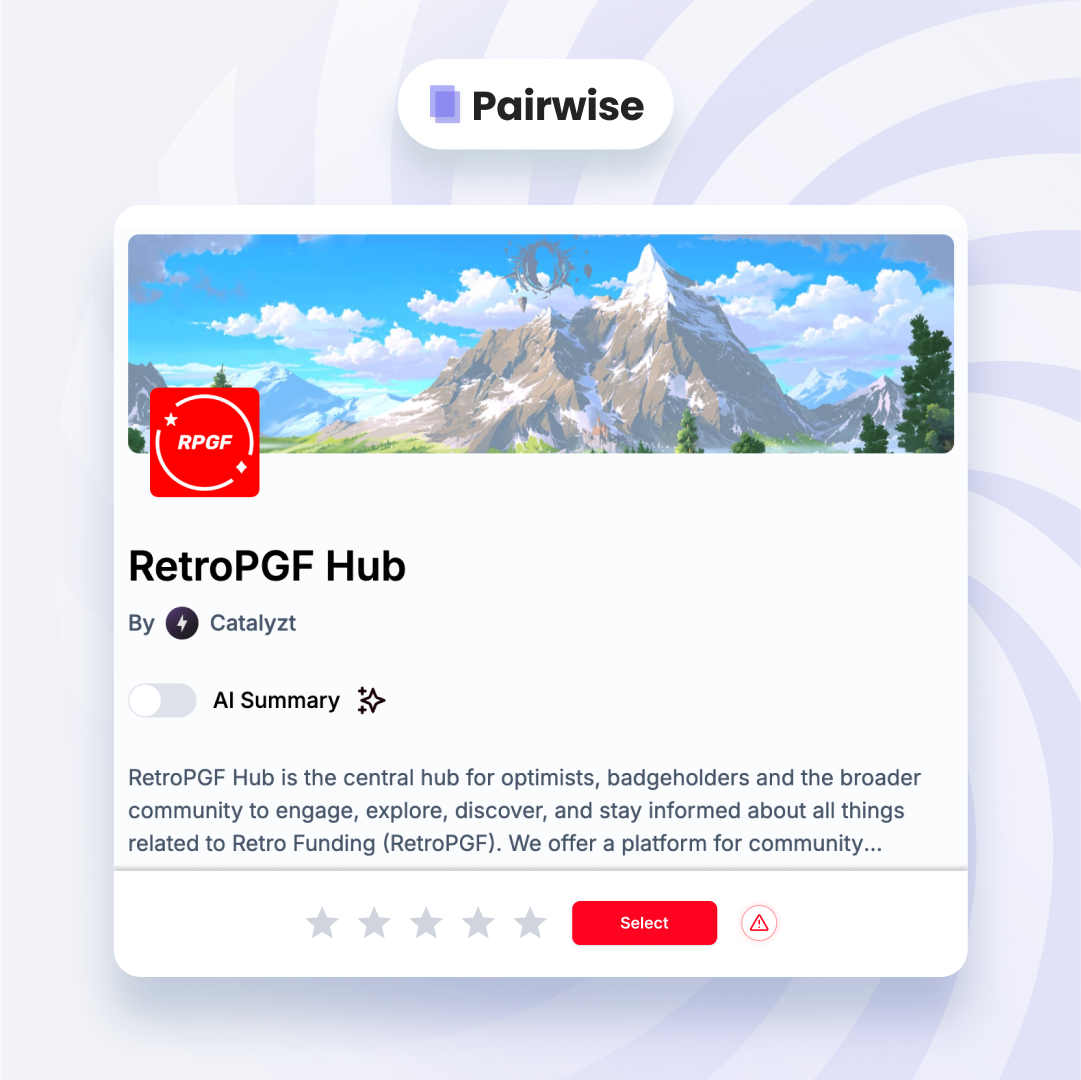 Pairwise
RPGF
RetroPGF Hub
By Catalyzt
AI Summary
RetroPGF Hub is the central hub for optimists, badgeholders and the broader
community to engage, explore, discover, and stay informed about all things
related to Retro Funding (RetroPGF). We offer a platform for community...
Select